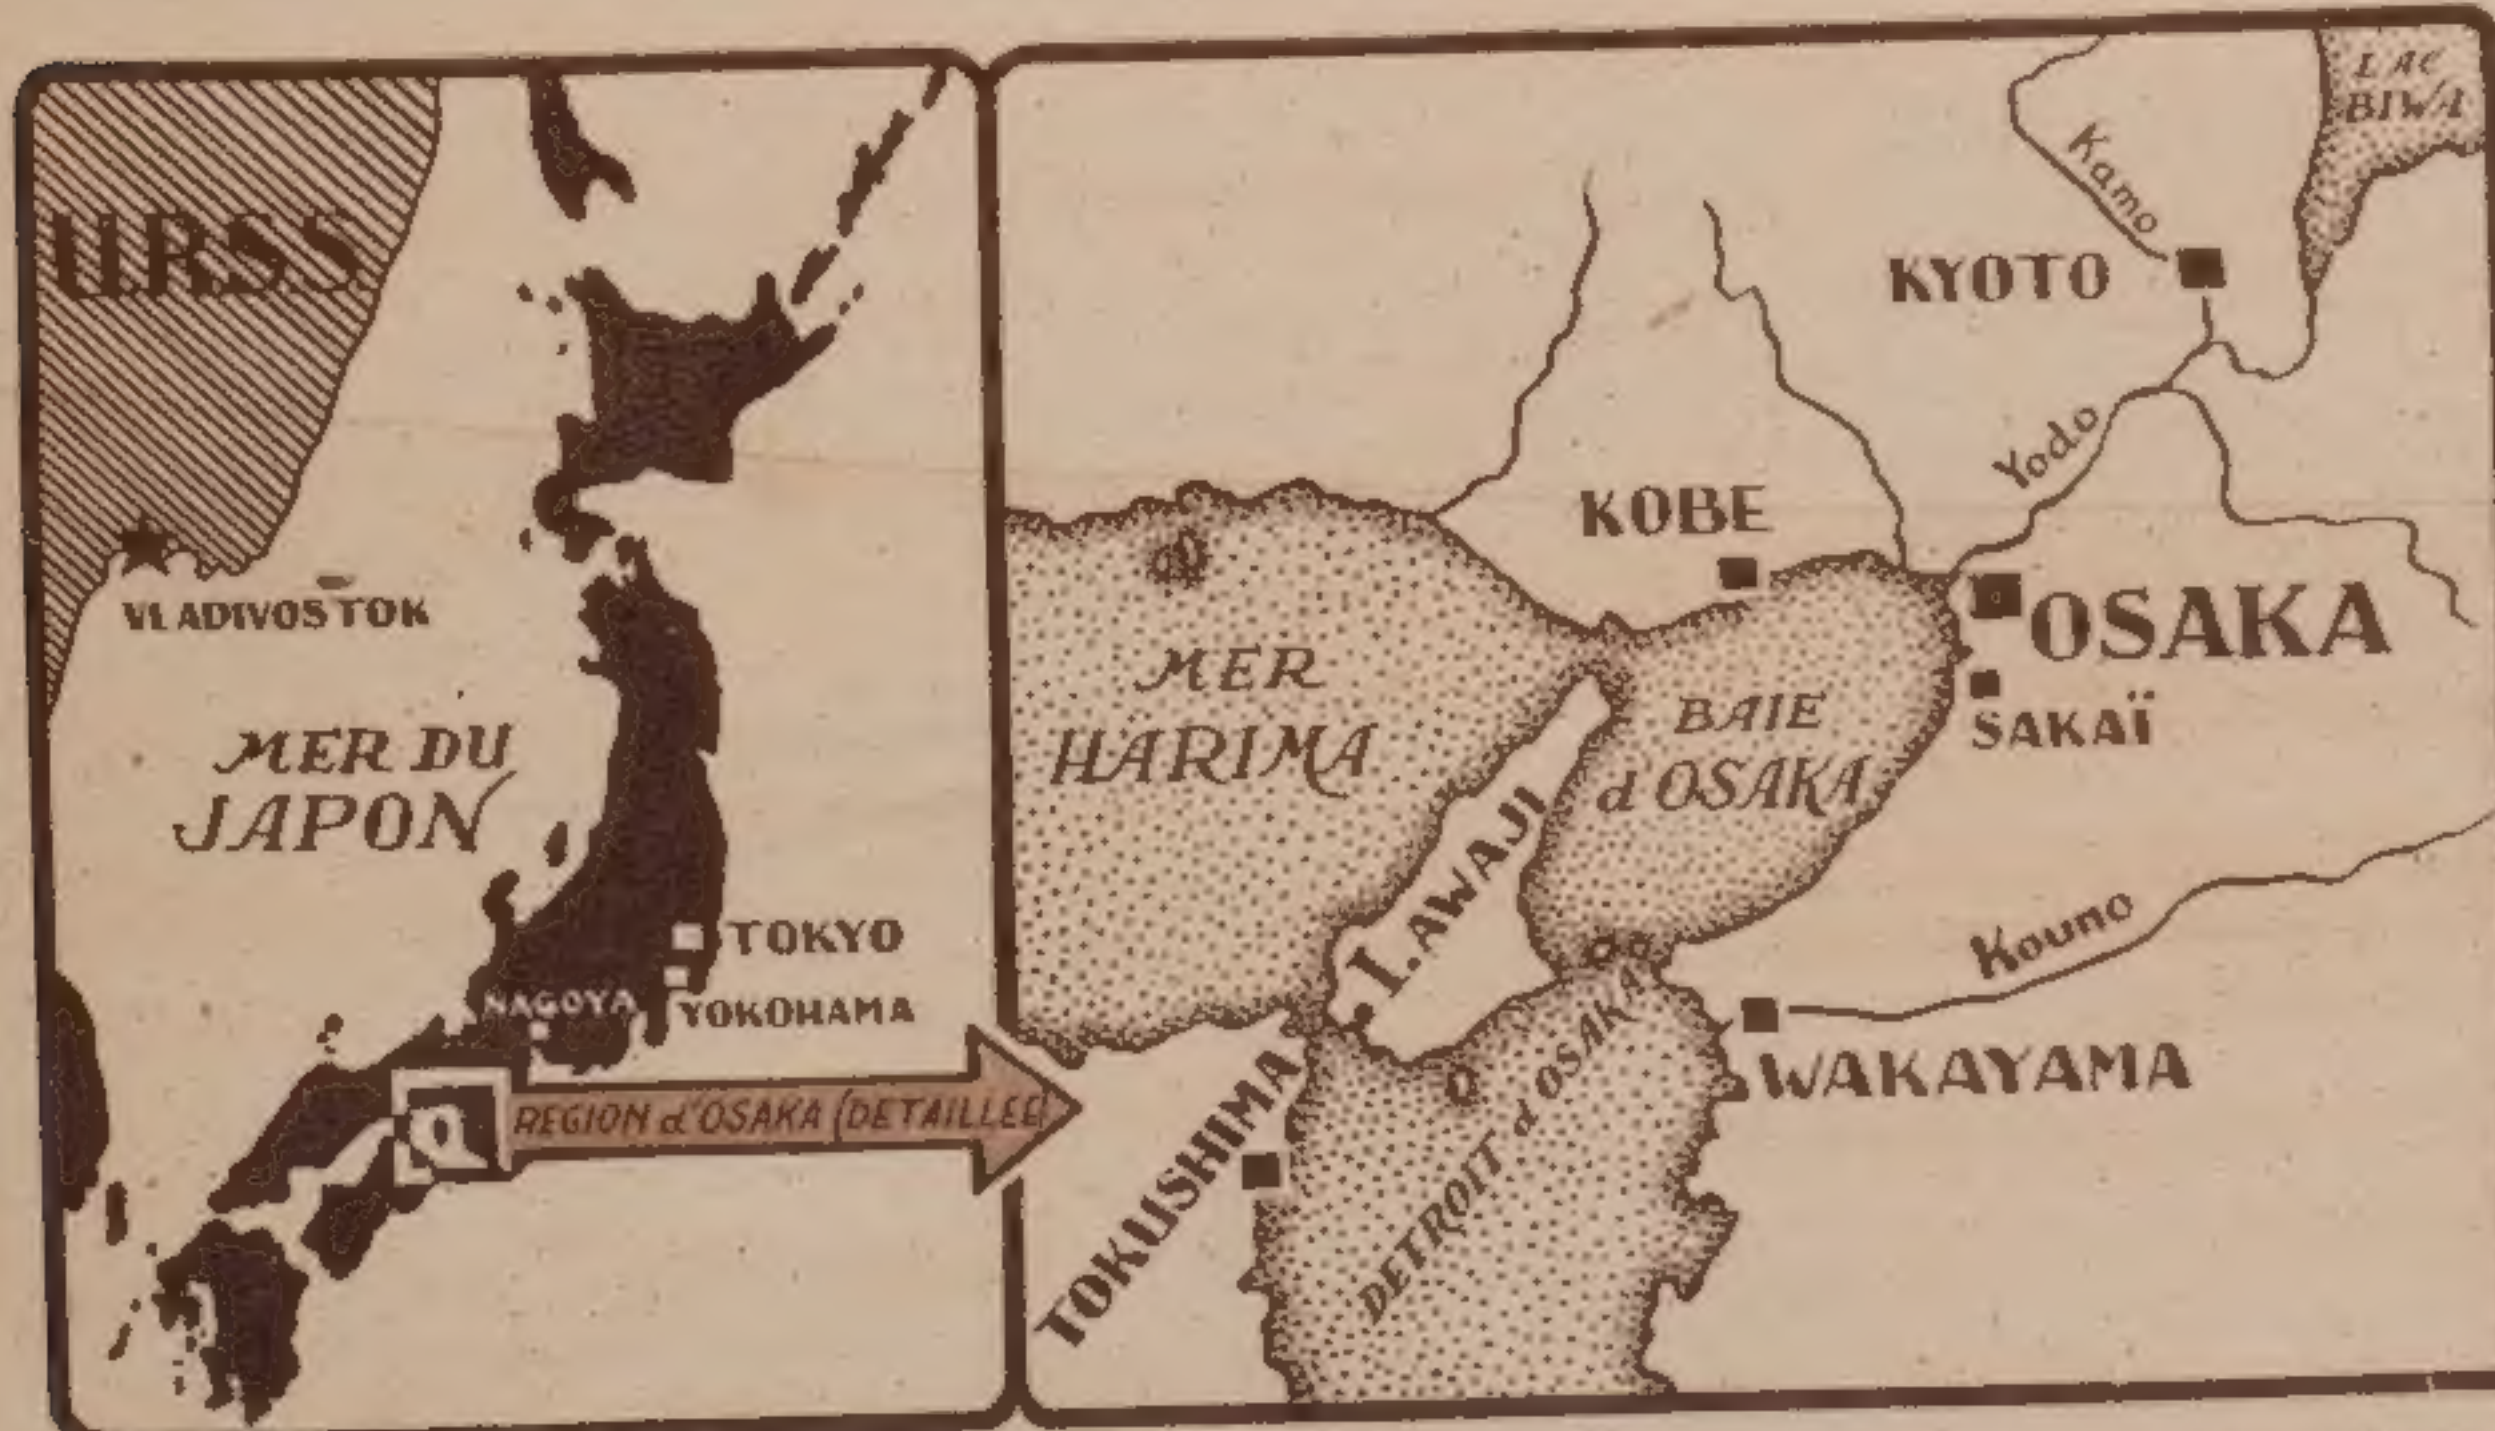 U.R.S.S.
VLADIVOSTOK
MER DU
JAPON
TOKYO
NAGOYA
YOKOHAMA
REGION d'OSAKA (DETAILLEE)
LAC
BIWA
Kamo
KYOTO
Yodo
KOBE
OSAKA
SAKAÏ
MER
HARIMA
BAIE
d'OSAKA
I. AWAJI
Kouno
WAKAYAMA
DETROIT d'OSAKA
TOKUSHIMA